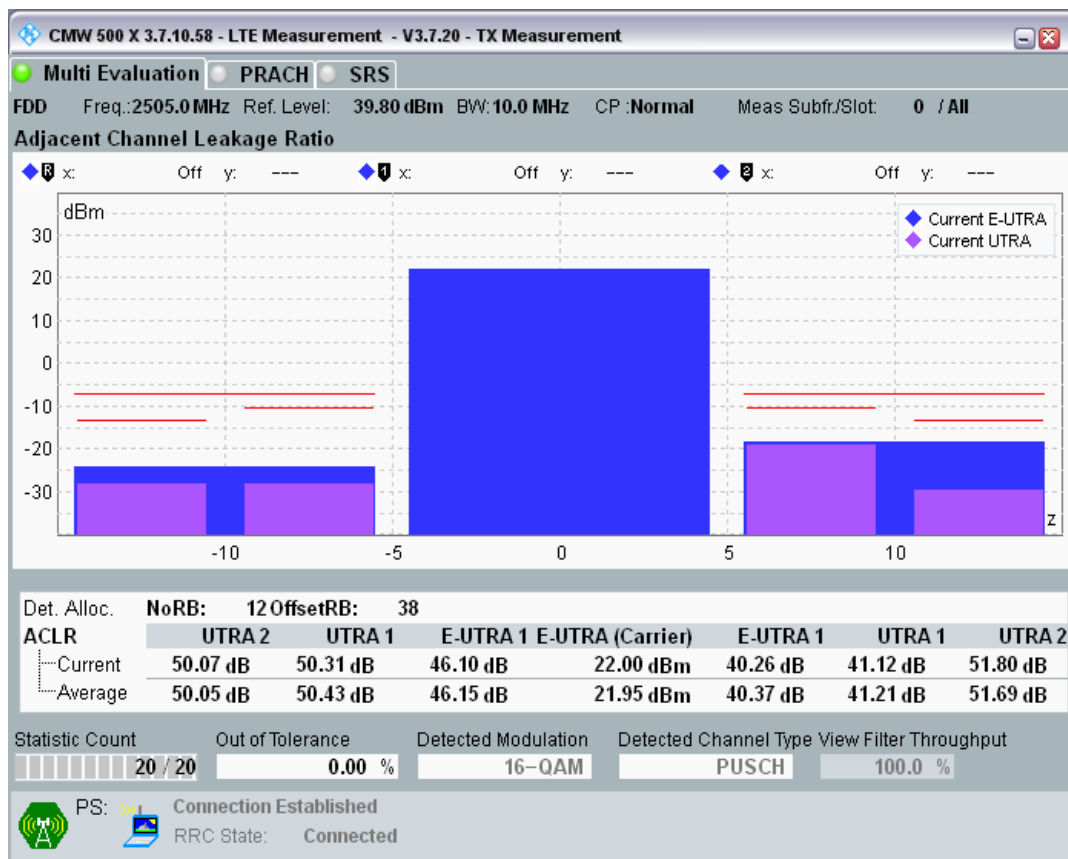 CMW 500 X 3.7.10.58 - LTE Measurement - V3.7.20 - TX Measurement
Multi Evaluation PRACH SRS
FDD Freq.:2505.0 MHz Ref. Level: 39.80 dBm BW:10.0 MHz CP :Normal Meas Subfr./Slot: 0 / All
Adjacent Channel Leakage Ratio
R x: Off y: --- 1 x: Off y: --- 2 x: Off y: ---
dBm
Current E-UTRA
Current UTRA
30
20
10
0
-10
-20
-30
z
-10 -5 0 5 10
Det. Alloc. NoRB: 12 OffsetRB: 38
ACLR UTRA 2 UTRA 1 E-UTRA 1 E-UTRA (Carrier) E-UTRA 1 UTRA 1 UTRA 2
Current 50.07 dB 50.31 dB 46.10 dB 22.00 dBm 40.26 dB 41.12 dB 51.80 dB
Average 50.05 dB 50.43 dB 46.15 dB 21.95 dBm 40.37 dB 41.21 dB 51.69 dB
Statistic Count Out of Tolerance Detected Modulation Detected Channel Type View Filter Throughput
20 / 20 0.00 % 16-QAM PUSCH 100.0 %
PS: Connection Established
RRC State: Connected